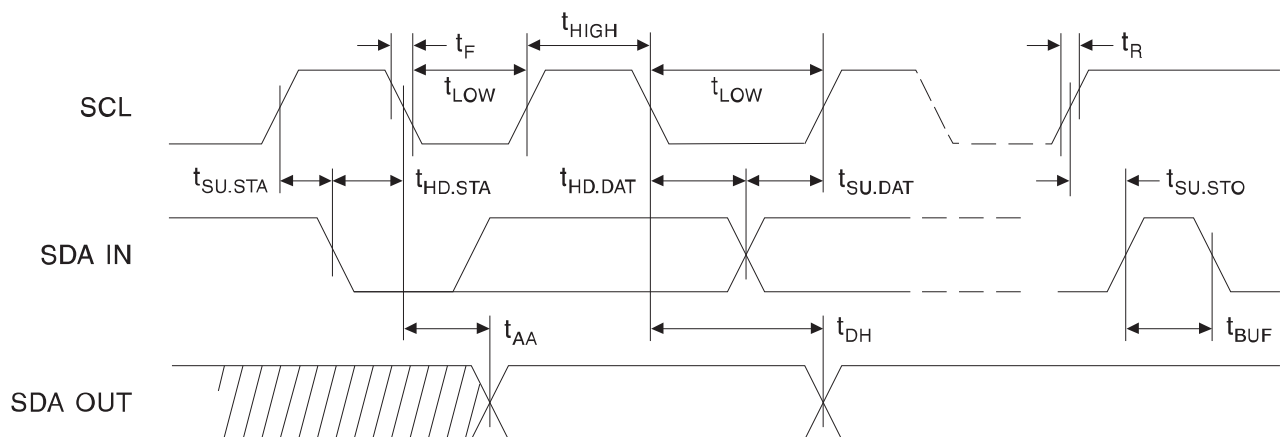 tHIGH
tF
tR
tLOW
tLOW
SCL
tSU.STA
tHD.STA
tHD.DAT
tSU.DAT
tSU.STO
SDA IN
tAA
tDH
tBUF
SDA OUT